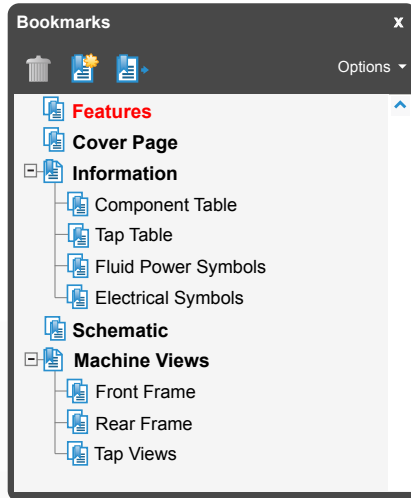 Bookmarks x
Options
Features
Cover Page
Information
Component Table
Tap Table
Fluid Power Symbols
Electrical Symbols
Schematic
Machine Views
Front Frame
Rear Frame
Tap Views